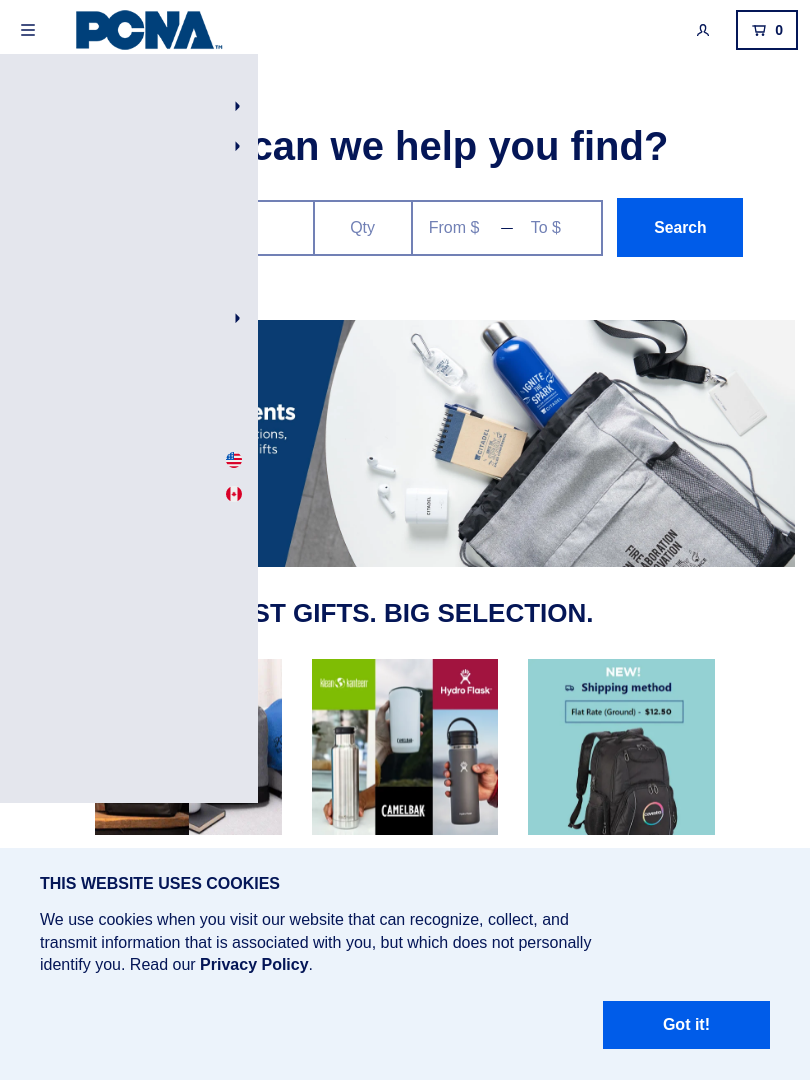 PCNA™
0
can we help you find?
Qty
From $
To $
Search
ents
tions,
ifts
IGNITE
THE
SPARK
CITADEL
CITADEL
CITADEL
FIRE
ST GIFTS. BIG SELECTION.
klean kanteen
Hydro Flask
CAMELBAK
CAMELBAK
NEW!
Shipping method
Flat Rate (Ground) - $12.50
THIS WEBSITE USES COOKIES
We use cookies when you visit our website that can recognize, collect, and
transmit information that is associated with you, but which does not personally
identify you. Read our Privacy Policy.
Got it!